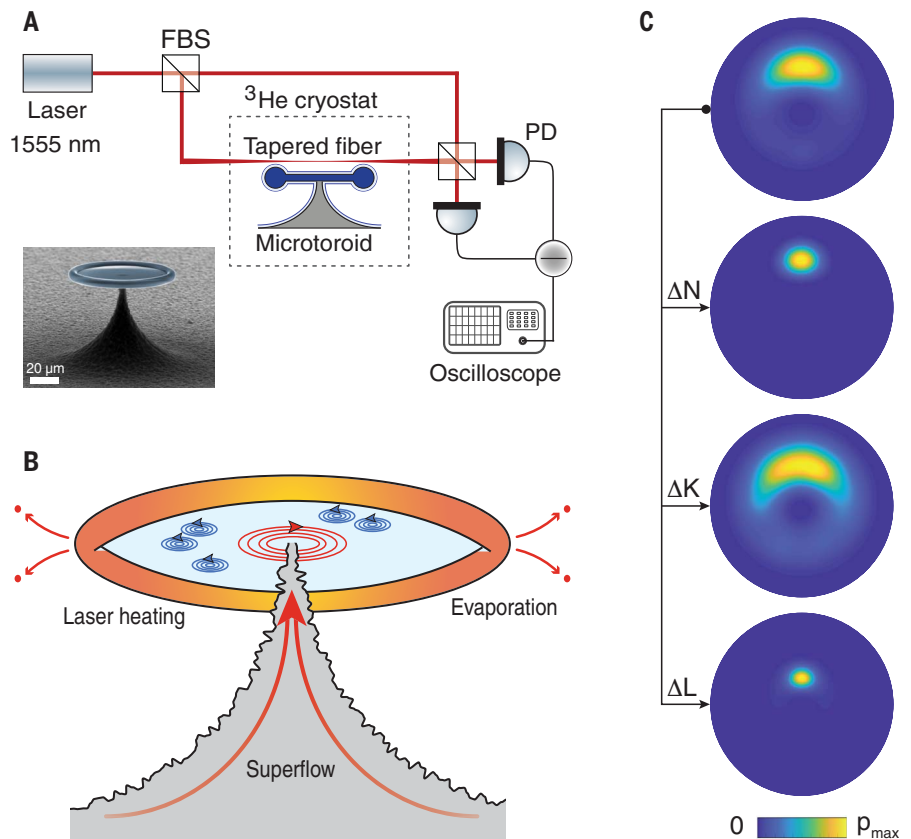 A
FBS
Laser
1555 nm
³He cryostat
Tapered fiber
Microtoroid
PD
Oscilloscope
20 µm
B
Laser heating
Evaporation
Superflow
C
ΔN
ΔK
ΔL
0
pmax